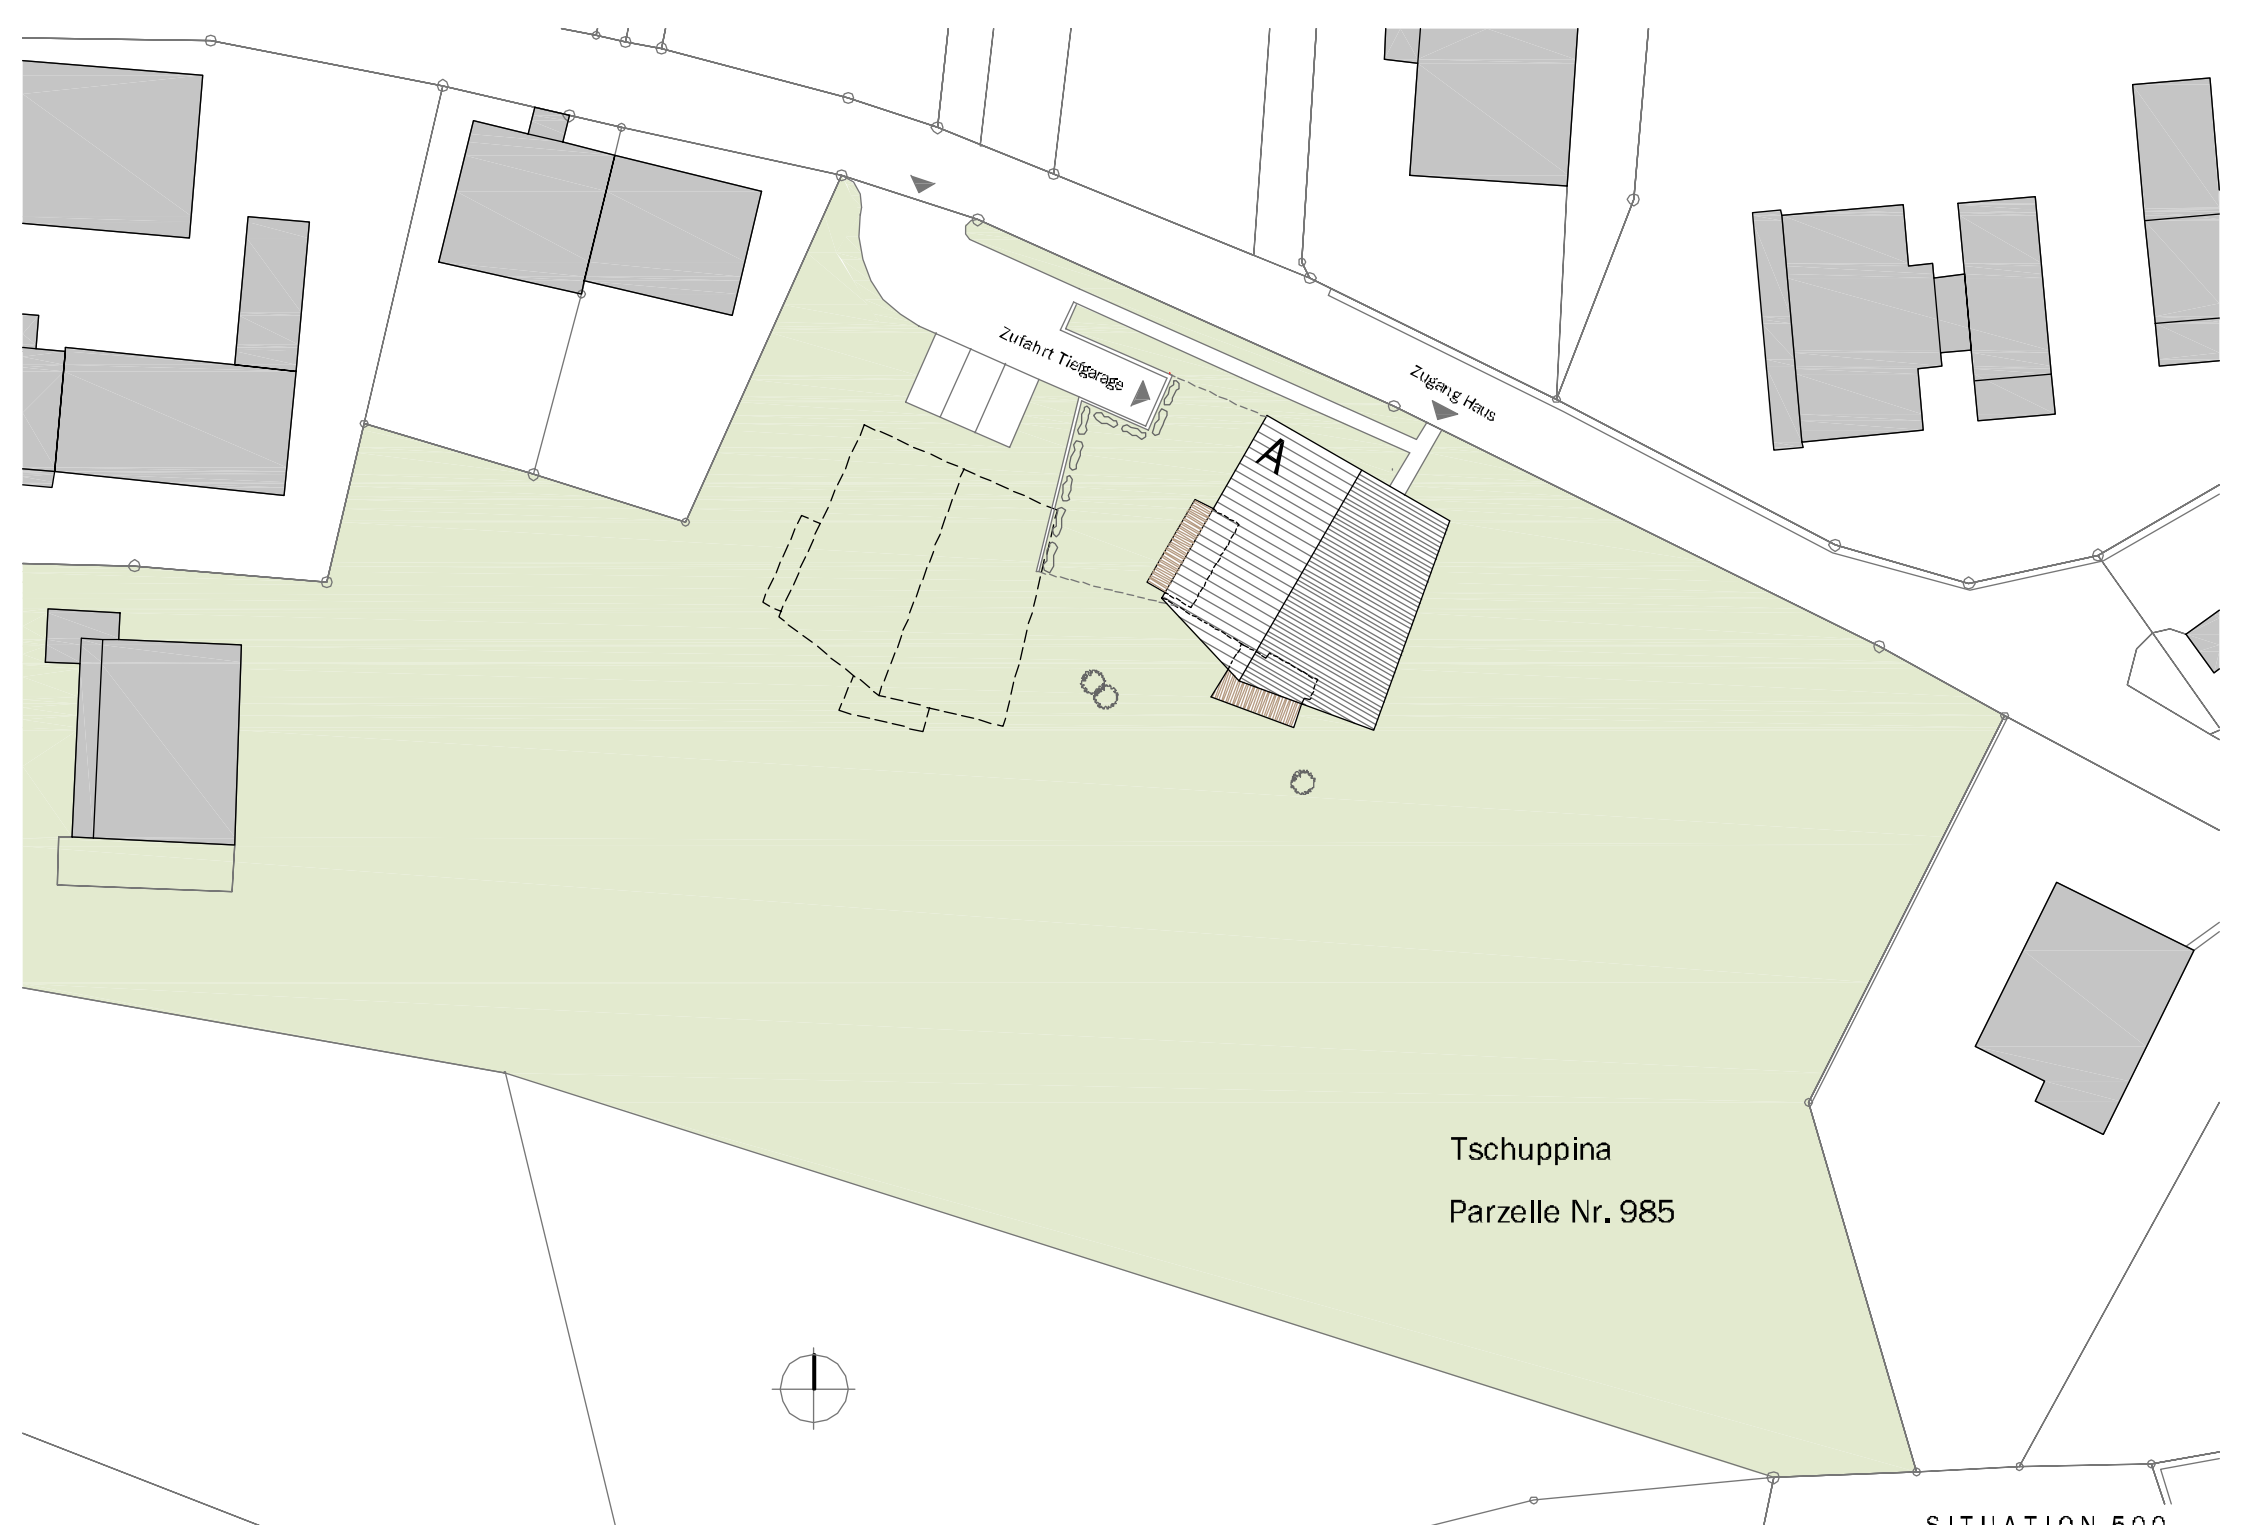 Zufahrt Tiefgarage
Zugang Haus
A
Tschuppina
Parzelle Nr. 985
SITUATION 500